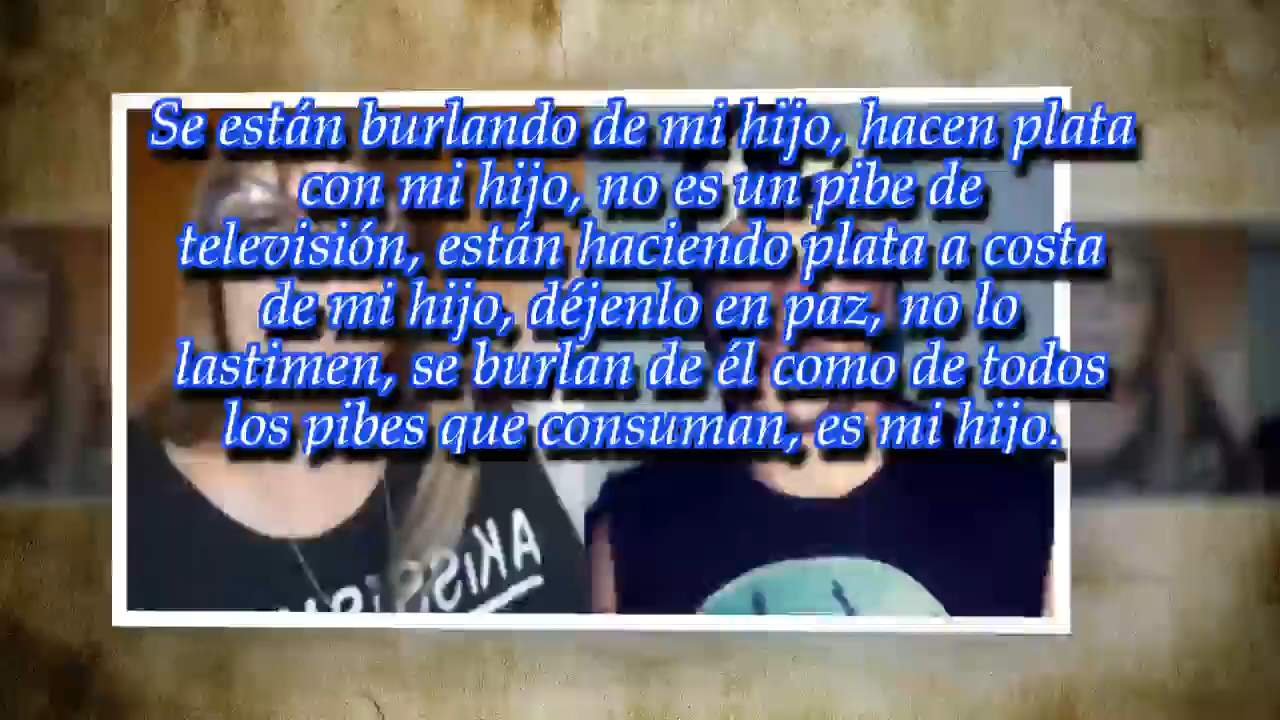 Se están burlando de mi hijo, hacen plata
con mi hijo, no es un pibe de
televisión, están haciendo plata a costa
de mi hijo, déjenlo en paz, no lo
lastimen, se burlan de él como de todos
los pibes que consuman, es mi hijo.